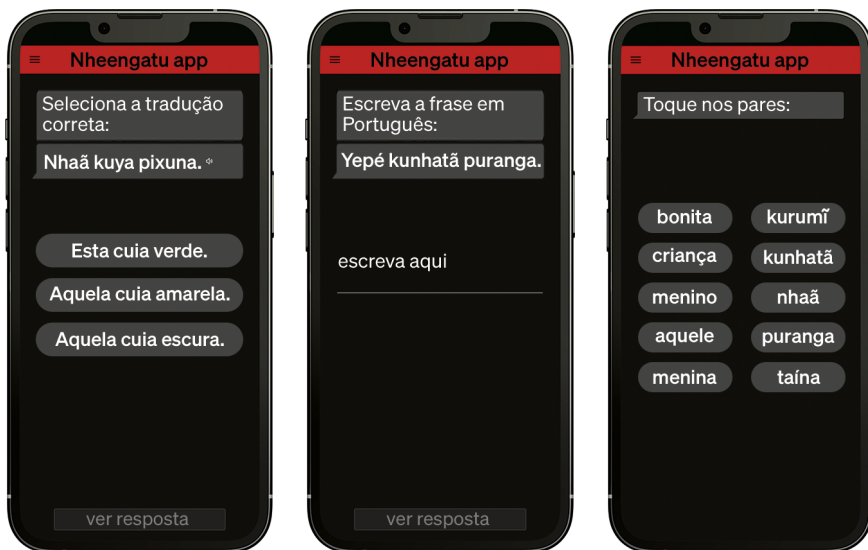 Nheengatu app
Seleciona a tradução
correta:
Nhaã kuya pixuna.
Esta cuia verde.
Aquela cuia amarela.
Aquela cuia escura.
ver resposta
Nheengatu app
Escreva a frase em
Português:
Yepé kunhatã puranga.
escreva aqui
ver resposta
Nheengatu app
Toque nos pares:
bonita kurumĩ
criança kunhatã
menino nhaã
aquele puranga
menina taína